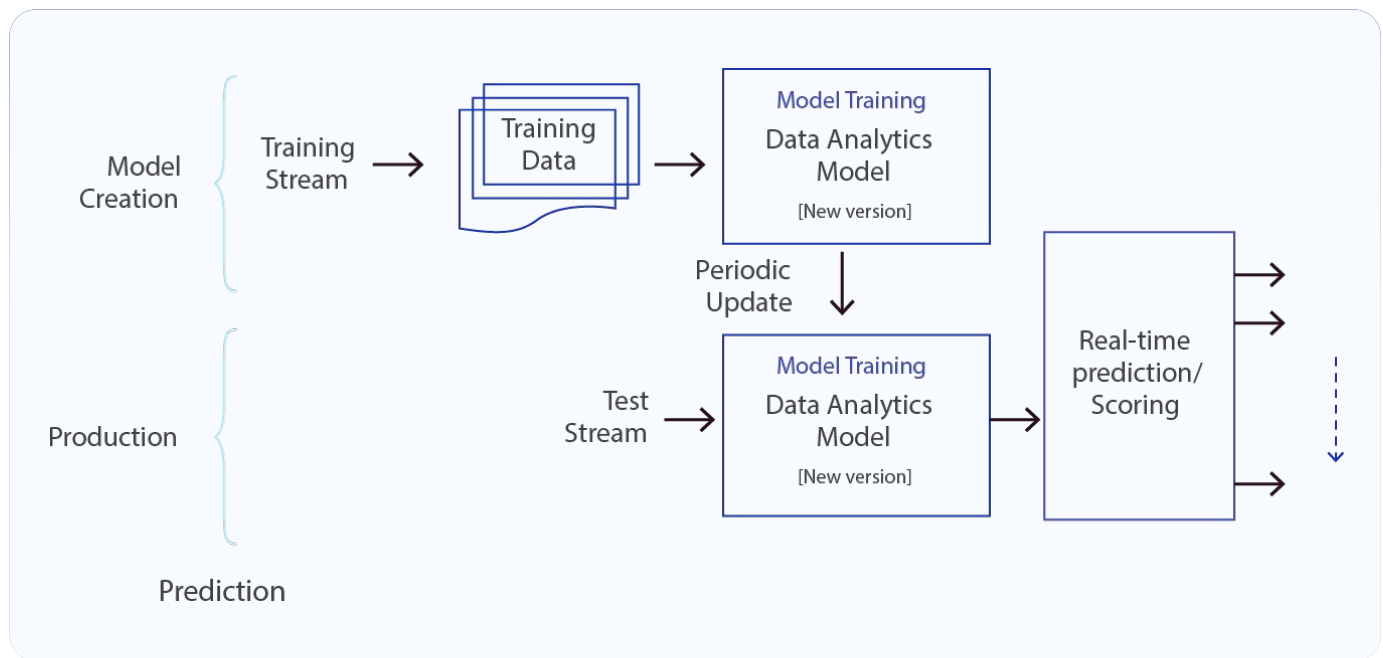 Model
Creation
Training
Stream
Training
Data
Model Training
Data Analytics
Model
[New version]
Periodic
Update
Production
Test
Stream
Model Training
Data Analytics
Model
[New version]
Real-time
prediction/
Scoring
Prediction